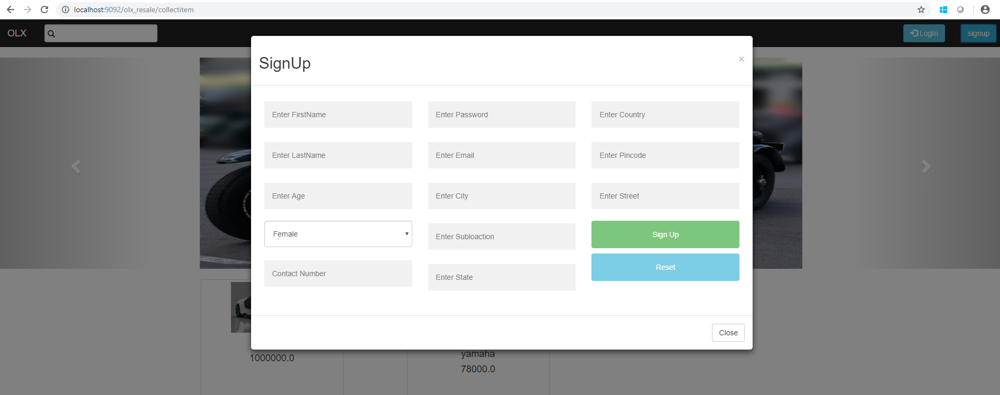 localhost:9092/olx_resale/collectitem
OLX
LogIn
signup
SignUp
×
Enter FirstName
Enter Password
Enter Country
Enter LastName
Enter Email
Enter Pincode
Enter Age
Enter City
Enter Street
Female
Enter Subloaction
Sign Up
Contact Number
Enter State
Reset
Close
1000000.0
yamaha
78000.0